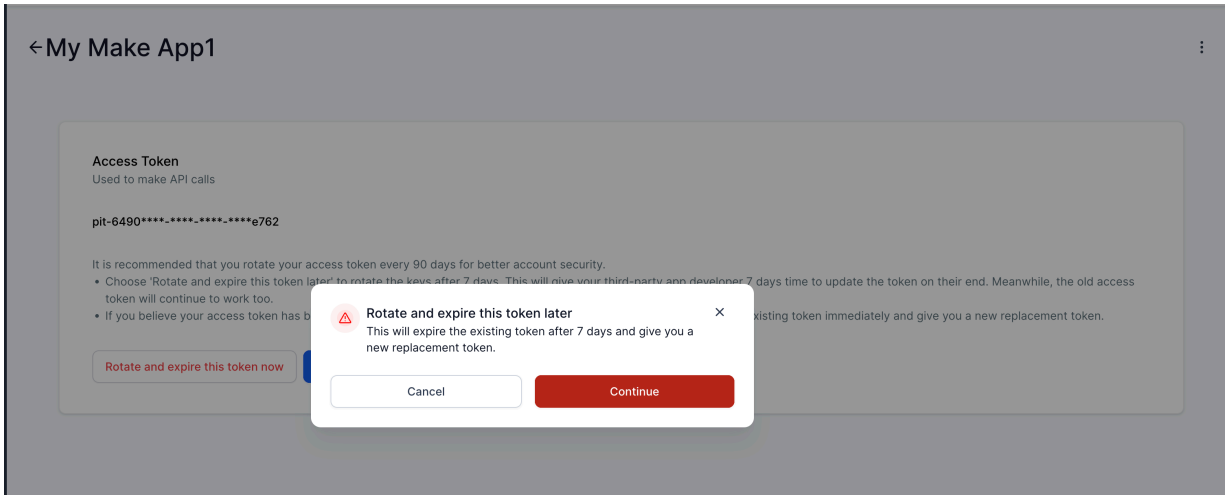 ←My Make App1
Access Token
Used to make API calls
pit-6490****-****-****-****e762
It is recommended that you rotate your access token every 90 days for better account security.
• Choose 'Rotate and expire this token later' to rotate the keys after 7 days. This will give your third-party app developer 7 days time to update the token on their end. Meanwhile, the old access
token will continue to work too.
• If you believe your access token has b
xisting token immediately and give you a new replacement token.
Rotate and expire this token now
Rotate and expire this token later
This will expire the existing token after 7 days and give you a
new replacement token.
Cancel
Continue